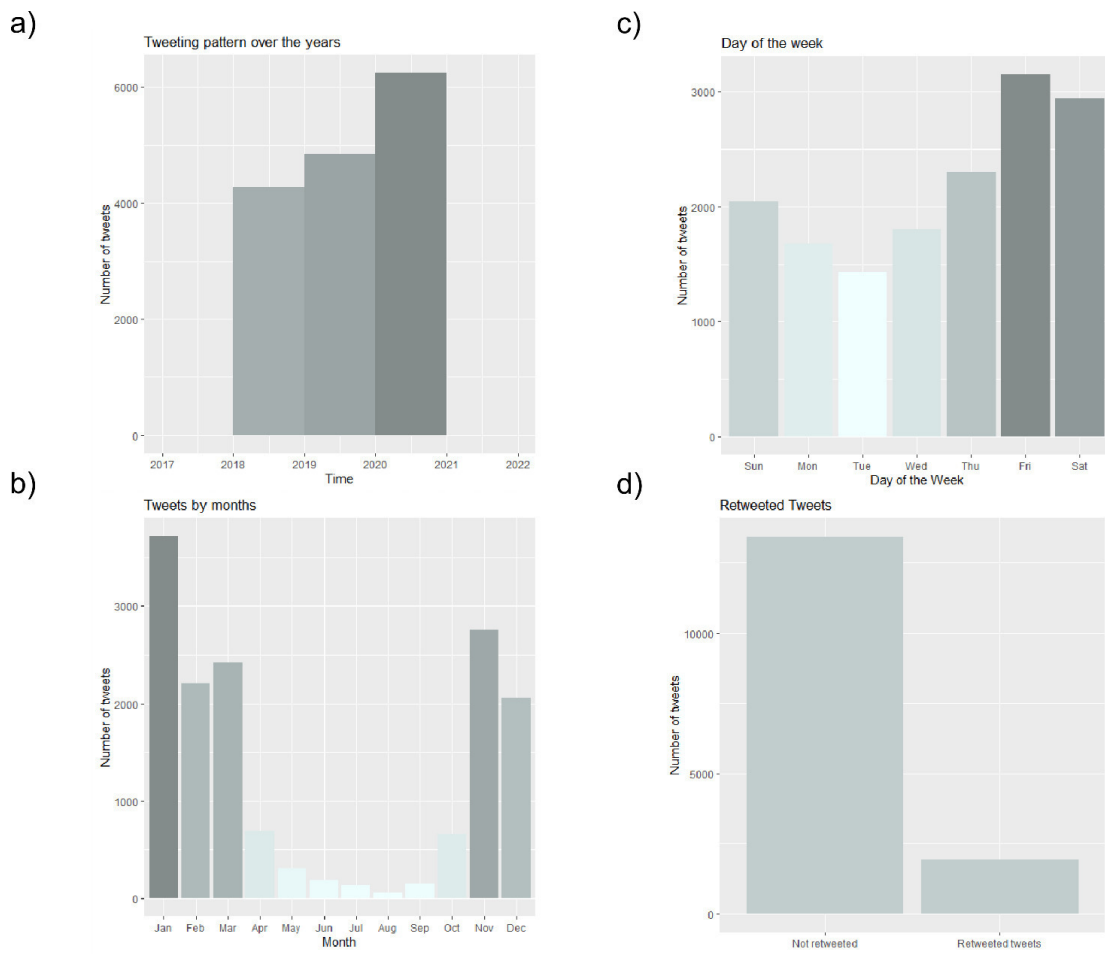 a)
Tweeting pattern over the years
Number of tweets
6000
4000
2000
0
2017 2018 2019 2020 2021 2022
Time
b)
Tweets by months
Number of tweets
3000
2000
1000
0
Jan Feb Mar Apr May Jun Jul Aug Sep Oct Nov Dec
Month
c)
Day of the week
Number of tweets
3000
2000
1000
0
Sun Mon Tue Wed Thu Fri Sat
Day of the Week
d)
Retweeted Tweets
Number of tweets
10000
5000
0
Not retweeted Retweeted tweets